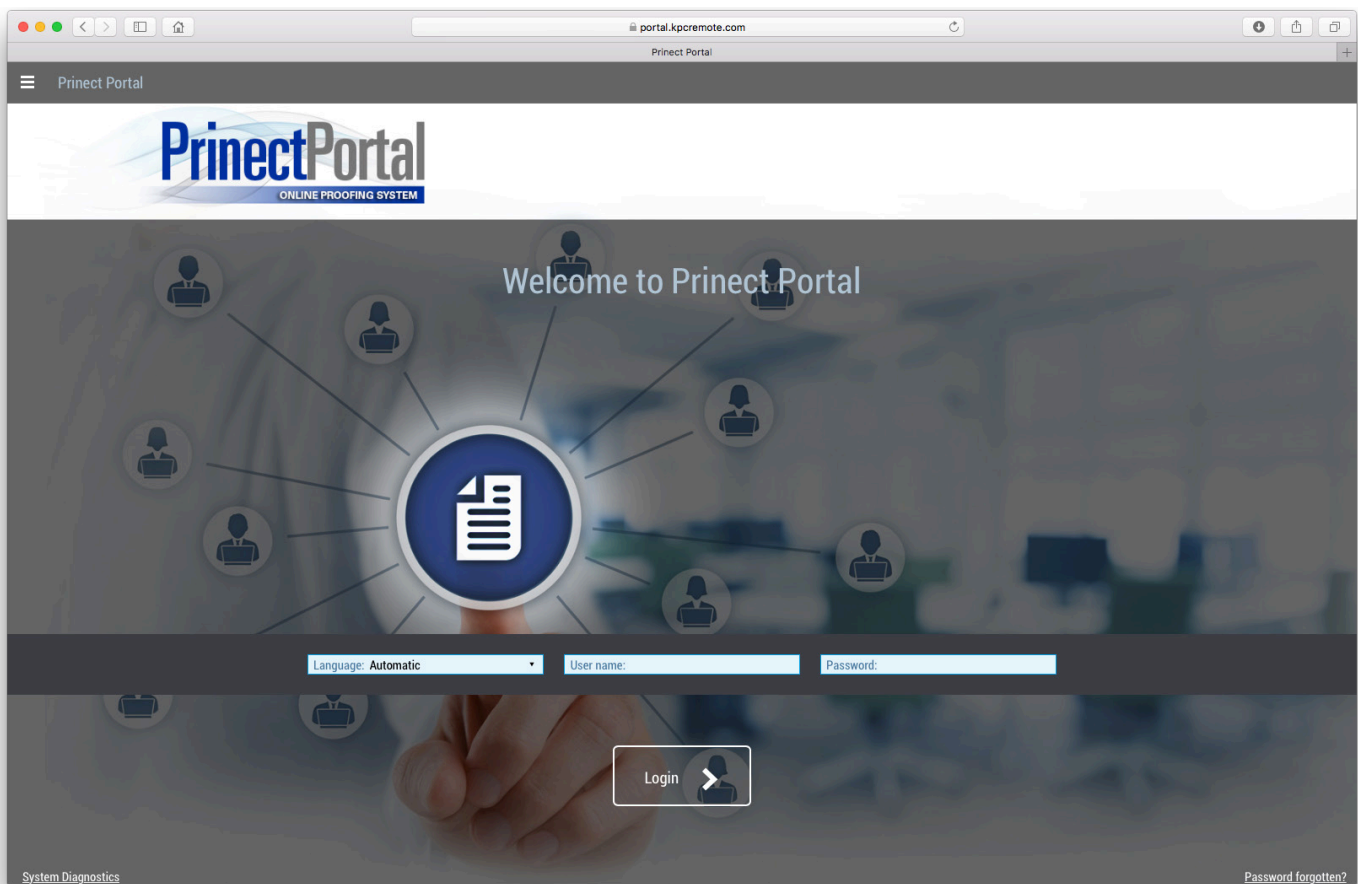 portal.kpcremote.com
Prinect Portal
Prinect Portal
PrinectPortal
ONLINE PROOFING SYSTEM
Welcome to Prinect Portal
Language: Automatic
User name:
Password:
Login
System Diagnostics
Password forgotten?